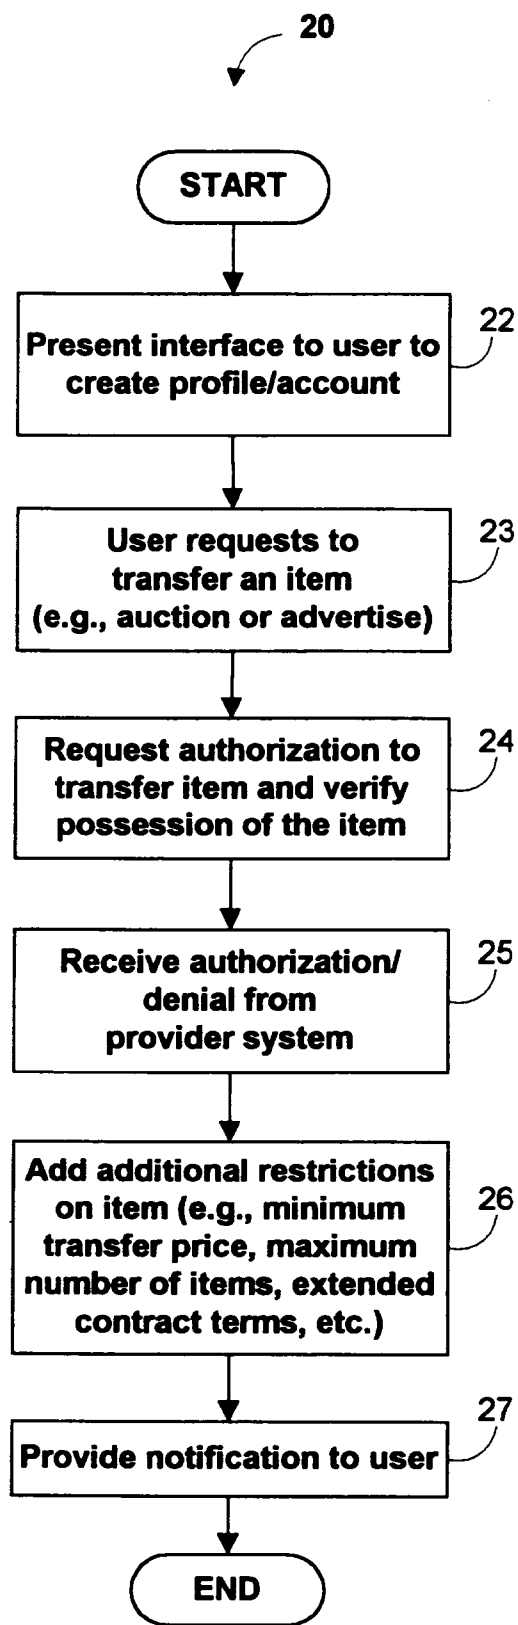 20
START
22
Present interface to user to
create profile/account
23
User requests to
transfer an item
(e.g., auction or advertise)
24
Request authorization to
transfer item and verify
possession of the item
25
Receive authorization/
denial from
provider system
26
Add additional restrictions
on item (e.g., minimum
transfer price, maximum
number of items, extended
contract terms, etc.)
27
Provide notification to user
END